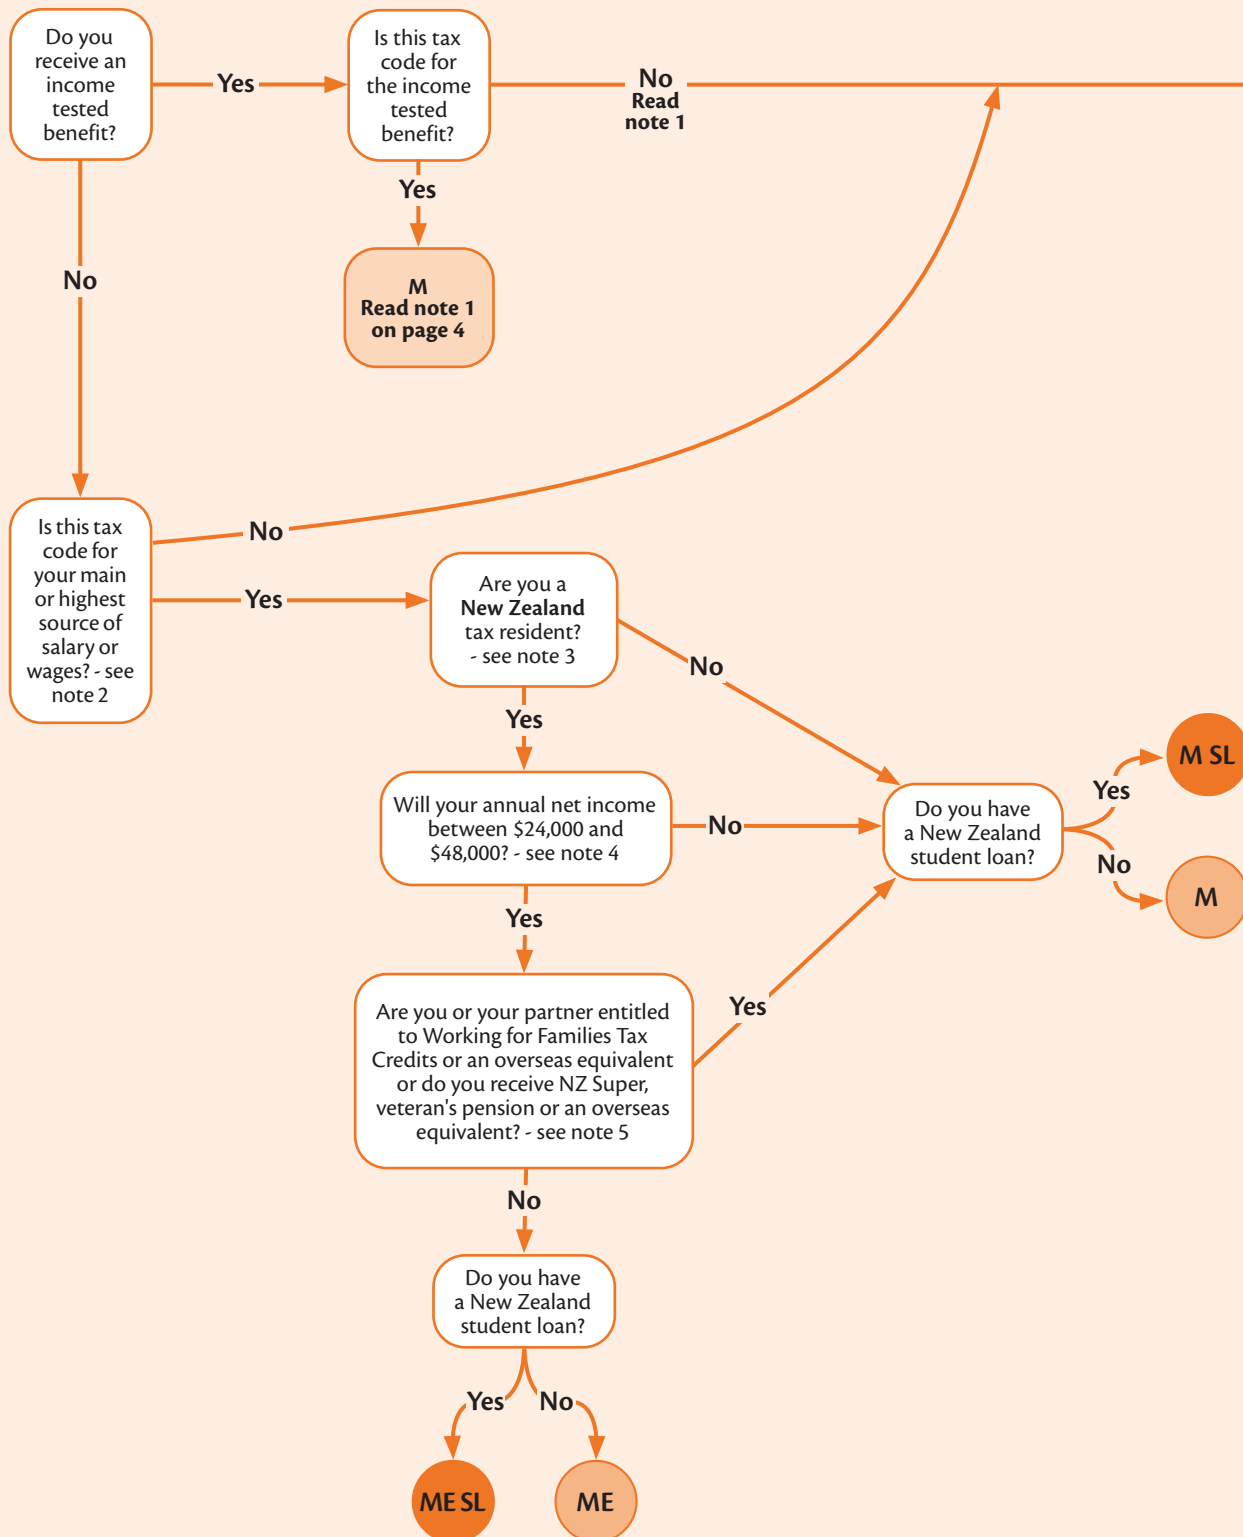 Do you
receive an
income
tested
benefit?
Yes
Is this tax
code for
the income
tested
benefit?
No
Read
note 1
Yes
M
Read note 1
on page 4
No
Is this tax
code for
your main
or highest
source of
salary or
wages? - see
note 2
No
Yes
Are you a
New Zealand
tax resident?
- see note 3
No
Yes
Will your annual net income
between $24,000 and
$48,000? - see note 4
No
Do you have
a New Zealand
student loan?
Yes
M SL
No
M
Yes
Are you or your partner entitled
to Working for Families Tax
Credits or an overseas equivalent
or do you receive NZ Super,
veteran's pension or an overseas
equivalent? - see note 5
Yes
No
Do you have
a New Zealand
student loan?
Yes
No
ME SL
ME